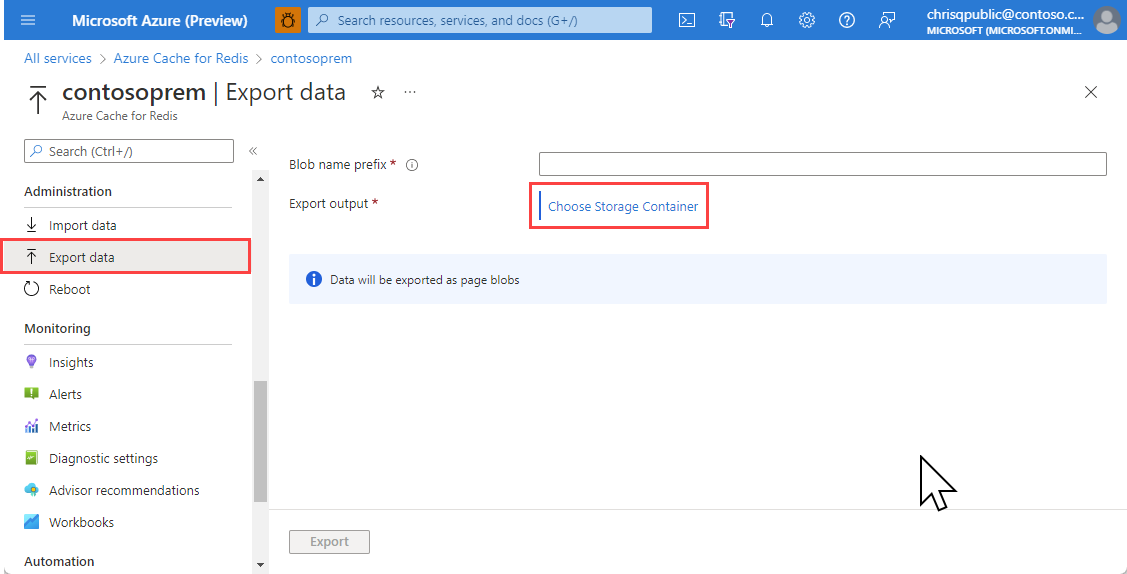 Microsoft Azure (Preview)
Search resources, services, and docs (G+/)
chrisqpublic@contoso.c...
MICROSOFT (MICROSOFT.ONMI...
All services > Azure Cache for Redis > contosoprem
contosoprem | Export data
...
Azure Cache for Redis
Search (Ctrl+/)
«
Administration
Import data
Export data
Reboot
Monitoring
Insights
Alerts
Metrics
Diagnostic settings
Advisor recommendations
Workbooks
Automation
Blob name prefix *
Export output *
Choose Storage Container
Data will be exported as page blobs
Export